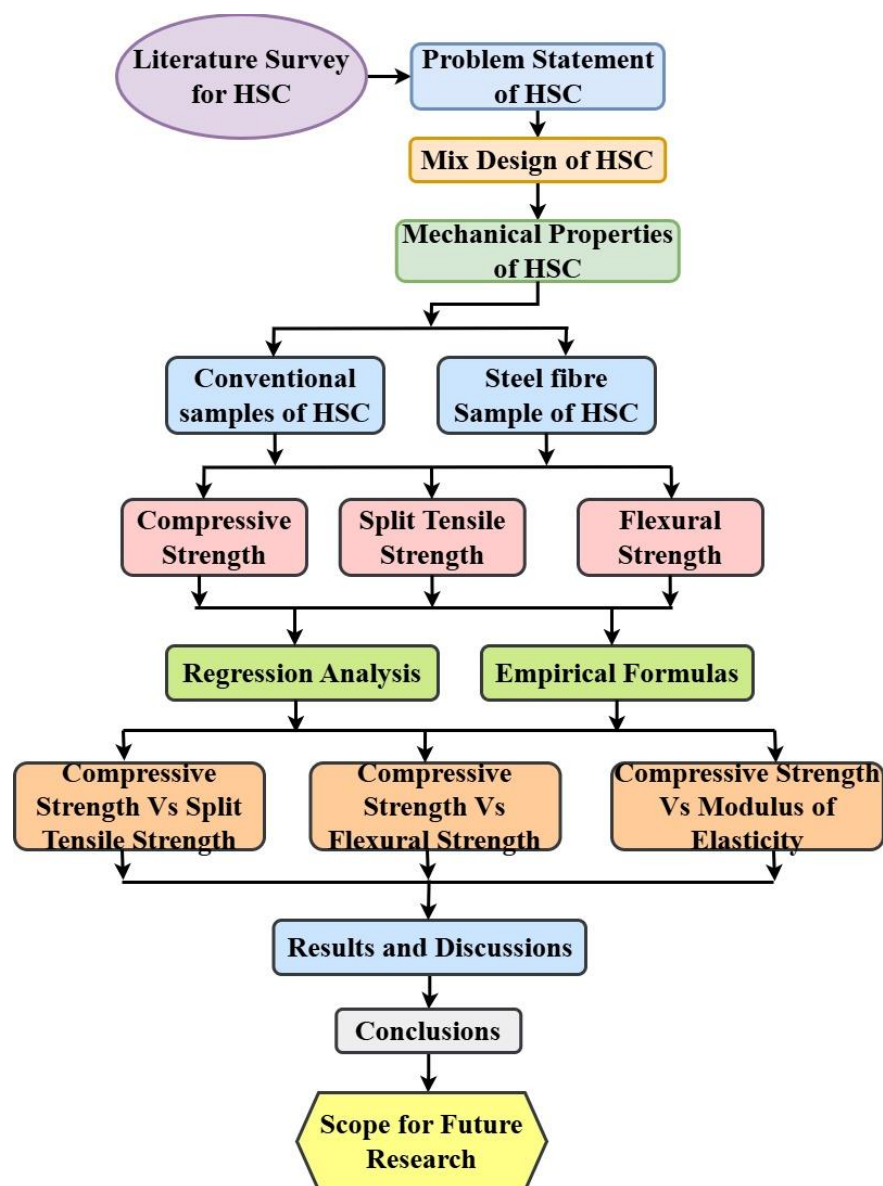 Literature Survey
for HSC
Problem Statement
of HSC
Mix Design of HSC
Mechanical Properties
of HSC
Conventional
samples of HSC
Steel fibre
Sample of HSC
Compressive
Strength
Split Tensile
Strength
Flexural
Strength
Regression Analysis
Empirical Formulas
Compressive
Strength Vs Split
Tensile Strength
Compressive
Strength Vs
Flexural Strength
Compressive Strength
Vs Modulus of
Elasticity
Results and Discussions
Conclusions
Scope for Future
Research